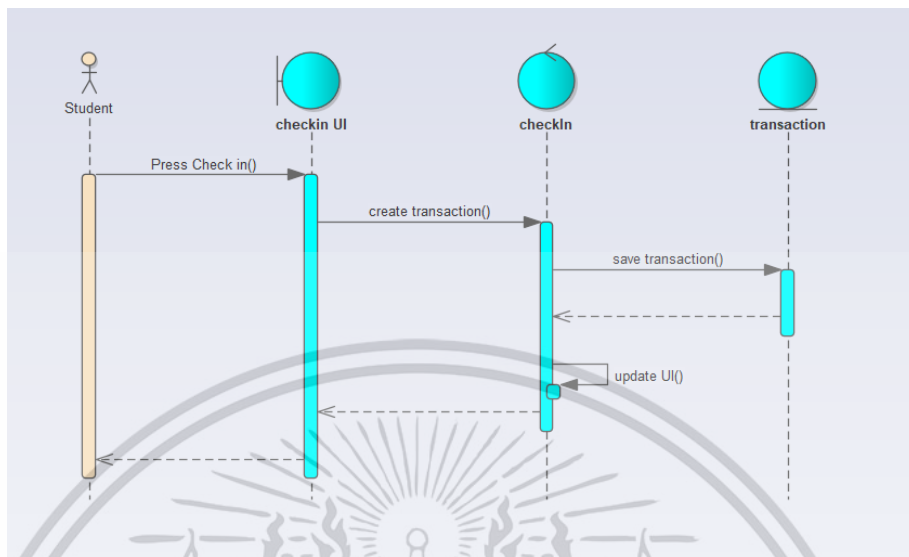 Student
checkin UI
checkIn
transaction
Press Check in()
create transaction()
save transaction()
update UI()